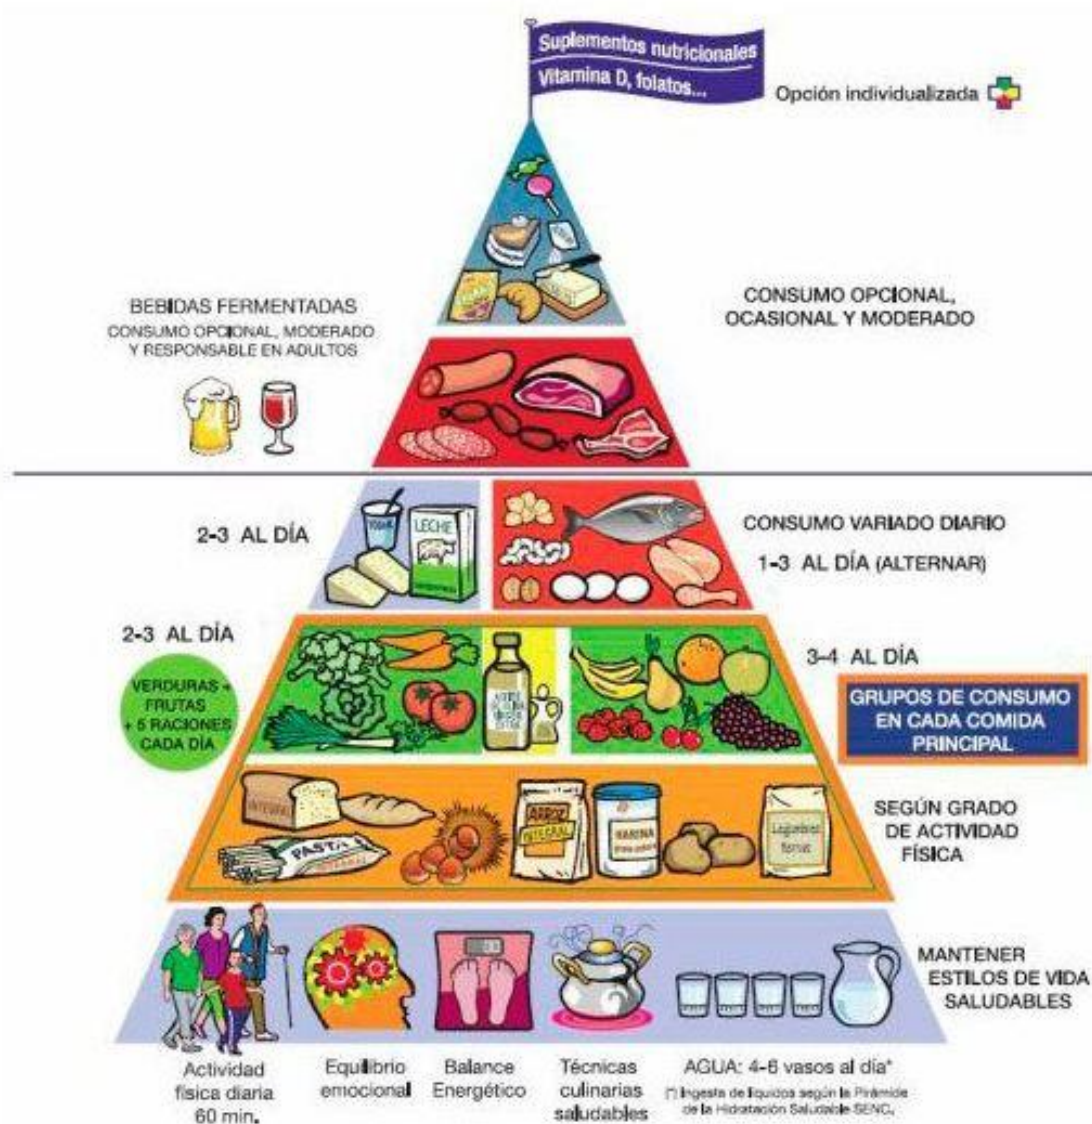 Suplementos nutricionales
Vitamina D, folatos...
Opción individualizada
BEBIDAS FERMENTADAS
CONSUMO OPCIONAL, MODERADO
Y RESPONSABLE EN ADULTOS
CONSUMO OPCIONAL,
OCASIONAL Y MODERADO
2-3 AL DÍA
LECHE
CONSUMO VARIADO DIARIO
1-3 AL DÍA (ALTERNAR)
2-3 AL DÍA
VERDURAS +
FRUTAS
+ 5 RACIONES
CADA DÍA
3-4 AL DÍA
GRUPOS DE CONSUMO
EN CADA COMIDA
PRINCIPAL
INTEGRAL
PASTA
ARROZ
INTEGRAL
HARINA
Legumbres
SEGÚN GRADO
DE ACTIVIDAD
FÍSICA
MANTENER
ESTILOS DE VIDA
SALUDABLES
Actividad
física diaria
60 min.
Equilibrio
emocional
Balance
Energético
Técnicas
culinarias
saludables
AGUA: 4-6 vasos al día*
(*) Ingesta de líquidos según la Pirámide
de la Hidratación Saludable SENC.